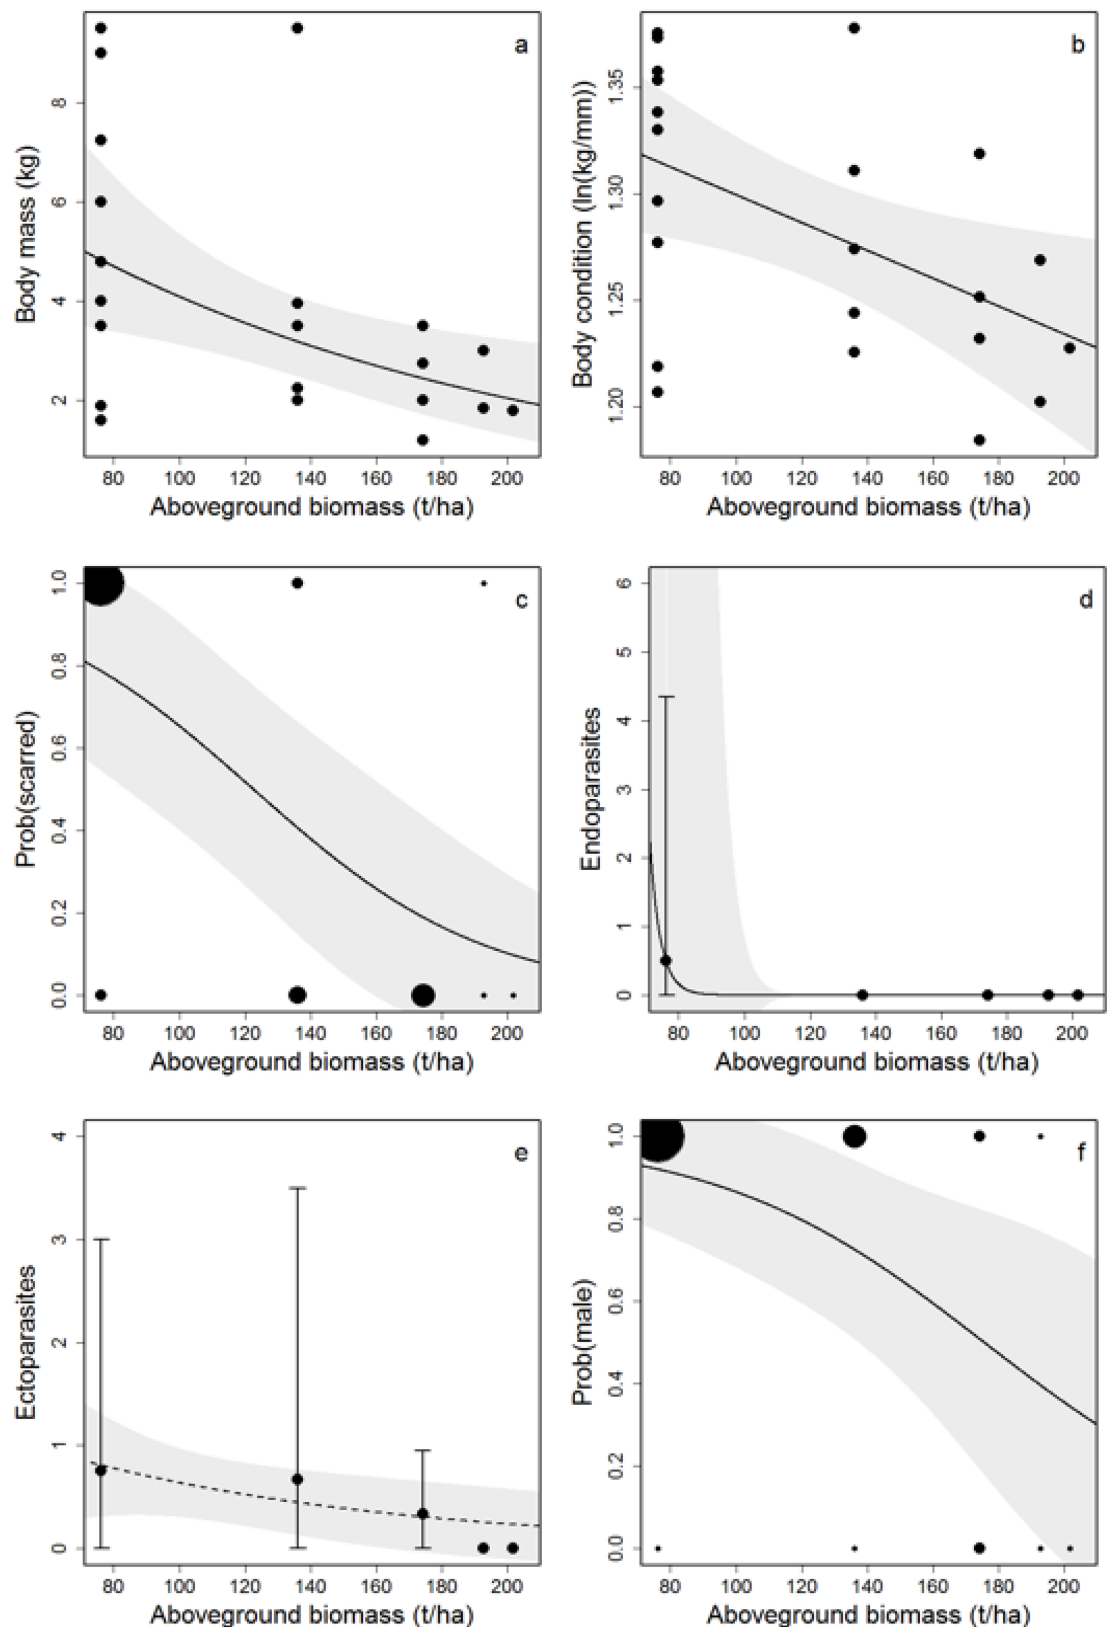 a
Body mass (kg)
8
6
4
2
80 100 120 140 160 180 200
Aboveground biomass (t/ha)
b
Body condition (ln(kg/mm))
1.35
1.30
1.25
1.20
80 100 120 140 160 180 200
Aboveground biomass (t/ha)
c
Prob(scarred)
1.0
0.8
0.6
0.4
0.2
0.0
80 100 120 140 160 180 200
Aboveground biomass (t/ha)
d
Endoparasites
6
5
4
3
2
1
0
80 100 120 140 160 180 200
Aboveground biomass (t/ha)
e
Ectoparasites
4
3
2
1
0
80 100 120 140 160 180 200
Aboveground biomass (t/ha)
f
Prob(male)
1.0
0.8
0.6
0.4
0.2
0.0
80 100 120 140 160 180 200
Aboveground biomass (t/ha)